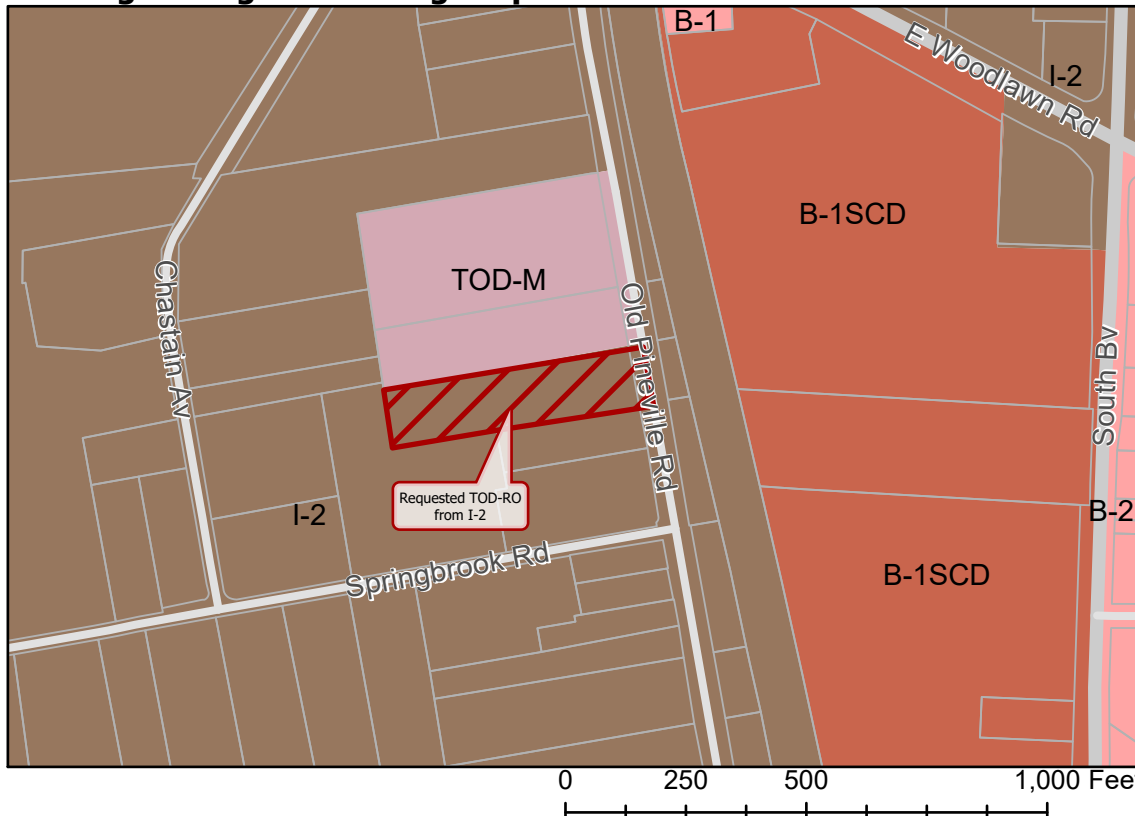 B-1
E Woodlawn Rd
I-2
B-1SCD
TOD-M
Chastain Av
Old Pineville Rd
South Bv
Requested TOD-RO
from I-2
I-2
B-2
Springbrook Rd
B-1SCD
0 250 500 1,000 Fee